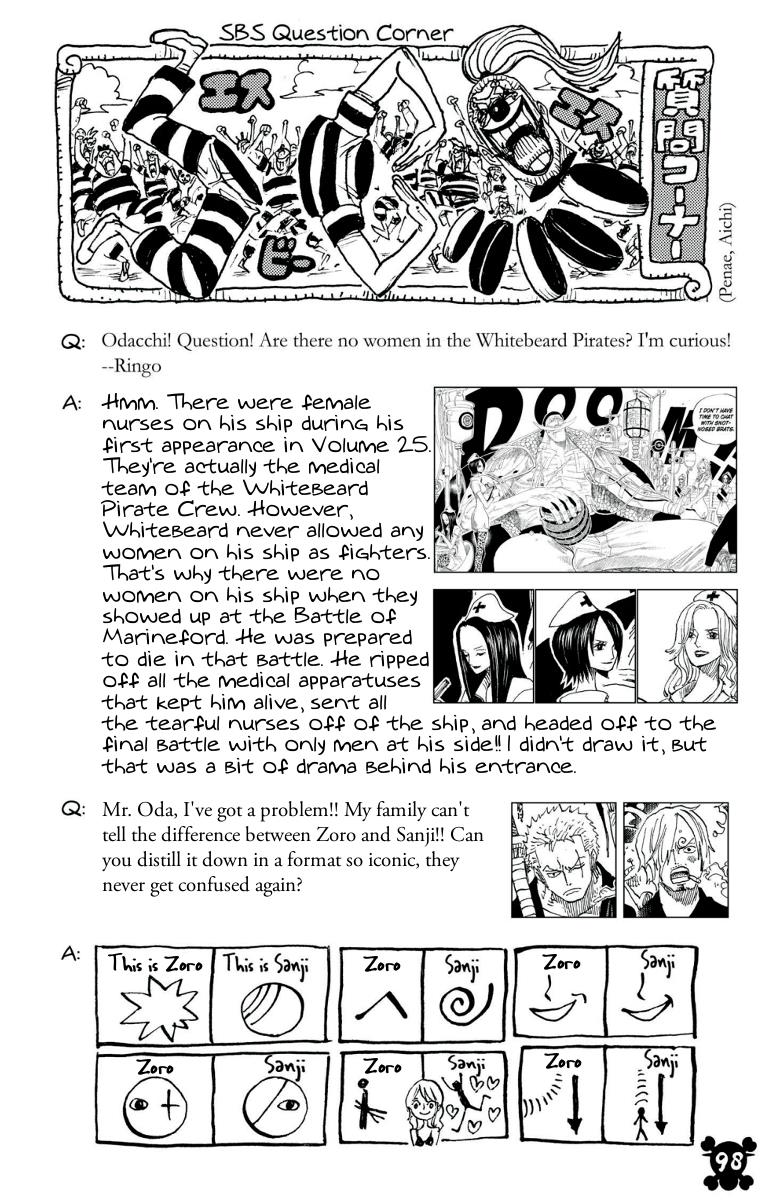 SBS Question Corner
エス
エス
ビー
質問コーナー
(Penae, Aichi)
Q: Odacchi! Question! Are there no women in the Whitebeard Pirates? I'm curious!
--Ringo
A: Hmm. There were female
nurses on his ship during his
first appearance in Volume 25.
They're actually the medical
team of the Whitebeard
Pirate Crew. However,
Whitebeard never allowed any
women on his ship as fighters.
That's why there were no
women on his ship when they
showed up at the Battle of
Marineford. He was prepared
to die in that battle. He ripped
off all the medical apparatuses
that kept him alive, sent all
the tearful nurses off of the ship, and headed off to the
final battle with only men at his side!! I didn't draw it, but
that was a bit of drama behind his entrance.
I DON'T HAVE
TIME TO CHAT
WITH SNOT-
NOSED BRATS.
Q: Mr. Oda, I've got a problem!! My family can't
tell the difference between Zoro and Sanji!! Can
you distill it down in a format so iconic, they
never get confused again?
A:
This is Zoro
This is Sanji
Zoro
Sanji
Zoro
Sanji
Zoro
Sanji
Zoro
Sanji
Zoro
Sanji
98